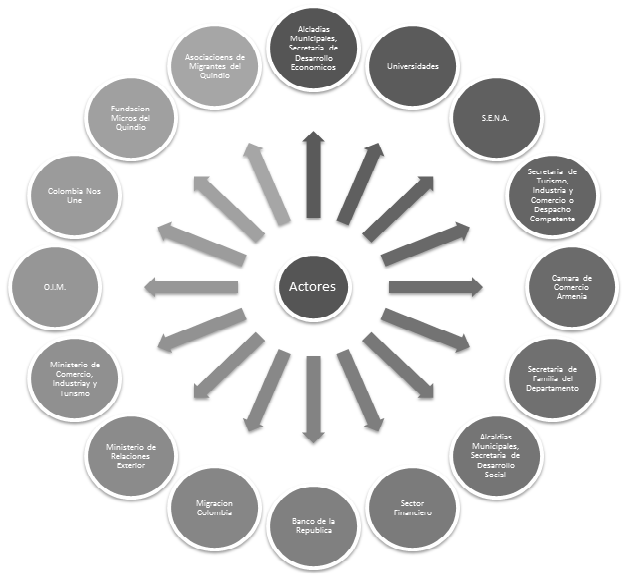 Actores
Alcladias
Municipales,
Secretaria de
Desarrollo
Economicos
Universidades
S.E.N.A.
Secretaria de
Turismo,
Industria y
Comercio o
Despacho
Competente
Camara de
Comercio
Armenia
Secretaria de
Familia del
Departamento
Alcaldias
Municipales,
Secretaria de
Desarrollo
Social
Sector
Financiero
Banco de la
Republica
Migracion
Colombia
Ministerio de
Relaciones
Exterior
Ministerio de
Comercio,
Industriay y
Turismo
O.I.M.
Colombia Nos
Une
Fundacion
Micros del
Quindio
Asociacioens de
Migrantes del
Quindio